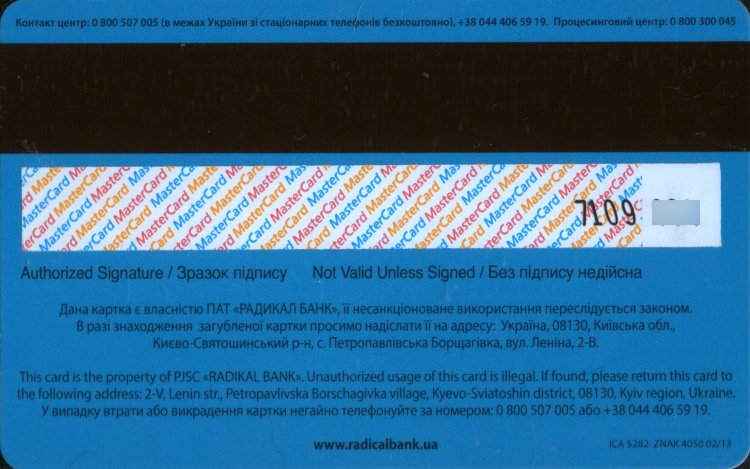 Контакт центр: 0 800 507 005 (в межах України зі стаціонарних телефонів безкоштовно), +38 044 406 59 19. Процесинговий центр: 0 800 300 045
MasterCard MasterCard MasterCard MasterCard MasterCard MasterCard
7109
Authorized Signature / Зразок підпису Not Valid Unless Signed / Без підпису недійсна
Дана картка є власністю ПАТ «РАДИКАЛ БАНК», її несанкціоноване використання переслідується законом.
В разі знаходження загубленої картки просимо надіслати її на адресу: Україна, 08130, Київська обл.,
Києво-Святошинський р-н, с. Петропавлівська Борщагівка, вул. Леніна, 2-В.
This card is the property of PJSC «RADIKAL BANK». Unauthorized usage of this card is illegal. If found, please return this card to
the following address: 2-V, Lenin str., Petropavlivska Borschagivka village, Kyevo-Sviatoshin district, 08130, Kyiv region, Ukraine.
У випадку втрати або викрадення картки негайно телефонуйте за номером: 0 800 507 005 або +38 044 406 59 19.
www.radicalbank.ua
ICA 5282 ZNAK 4050 02/13